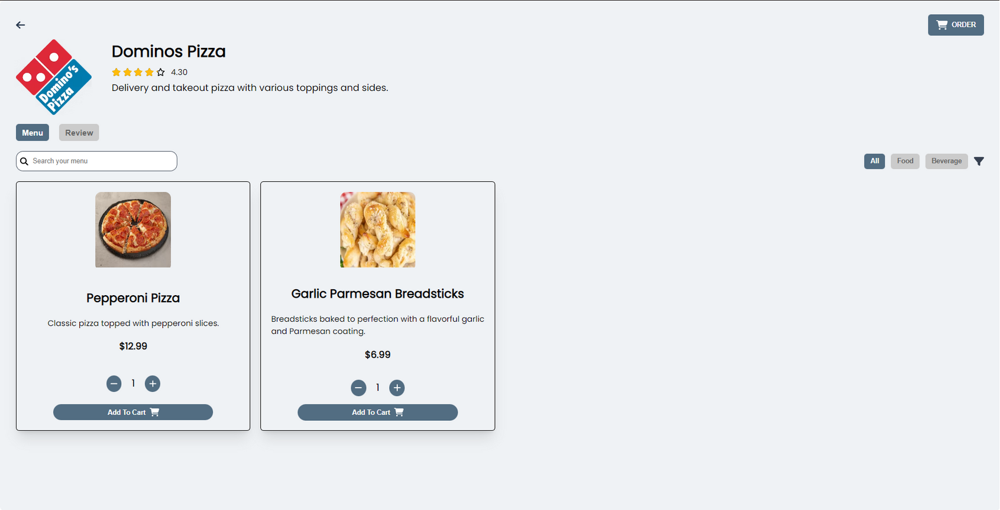 ORDER
Domino's
Pizza
Dominos Pizza
4.30
Delivery and takeout pizza with various toppings and sides.
Menu
Review
Search your menu
All
Food
Beverage
Pepperoni Pizza
Classic pizza topped with pepperoni slices.
$12.99
1
Add To Cart
Garlic Parmesan Breadsticks
Breadsticks baked to perfection with a flavorful garlic
and Parmesan coating.
$6.99
1
Add To Cart